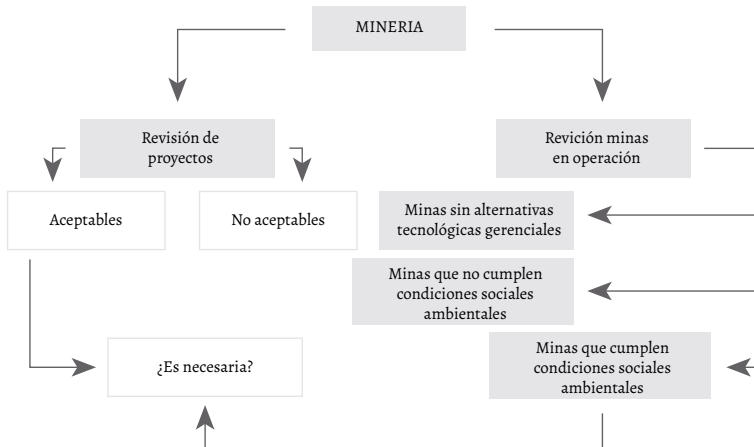 MINERIA
Revisión de
proyectos
Revición minas
en operación
Aceptables
No aceptables
Minas sin alternativas
tecnológicas gerenciales
Minas que no cumplen
condiciones sociales
ambientales
¿Es necesaria?
Minas que cumplen
condiciones sociales
ambientales